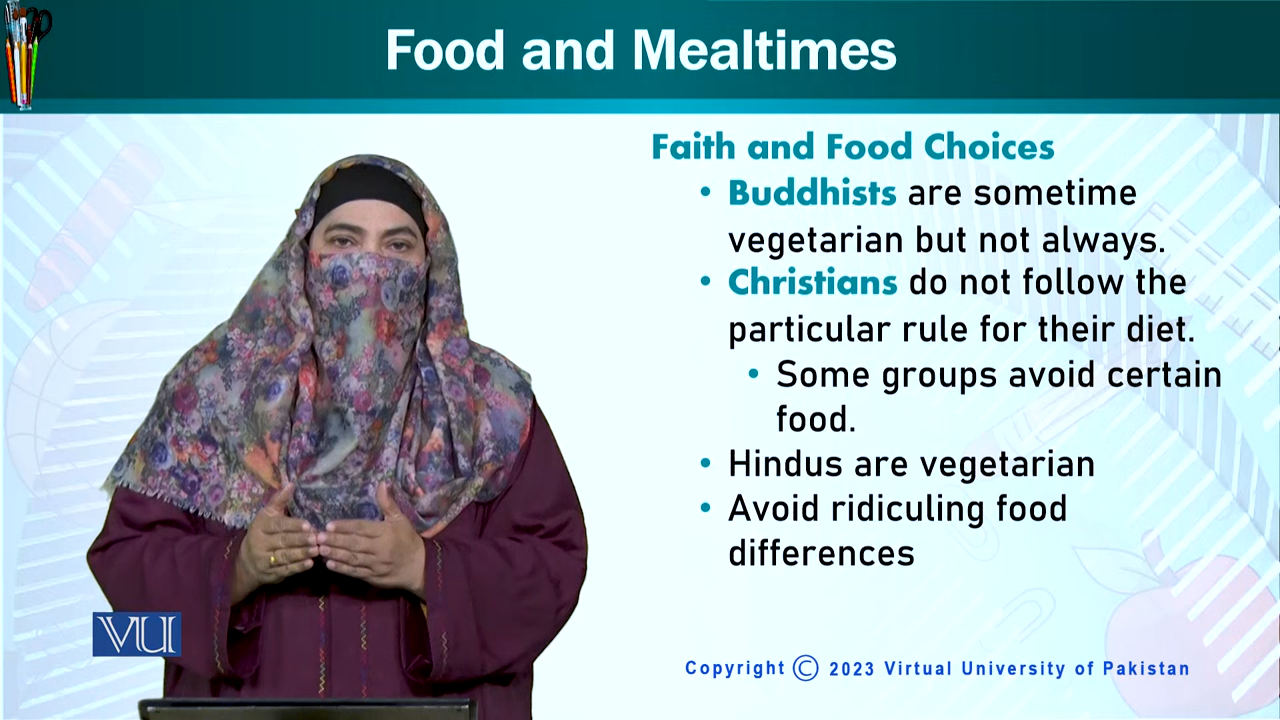 Food and Mealtimes
Faith and Food Choices
• Buddhists are sometime
vegetarian but not always.
• Christians do not follow the
particular rule for their diet.
• Some groups avoid certain
food.
• Hindus are vegetarian
• Avoid ridiculing food
differences
VU
Copyright © 2023 Virtual University of Pakistan